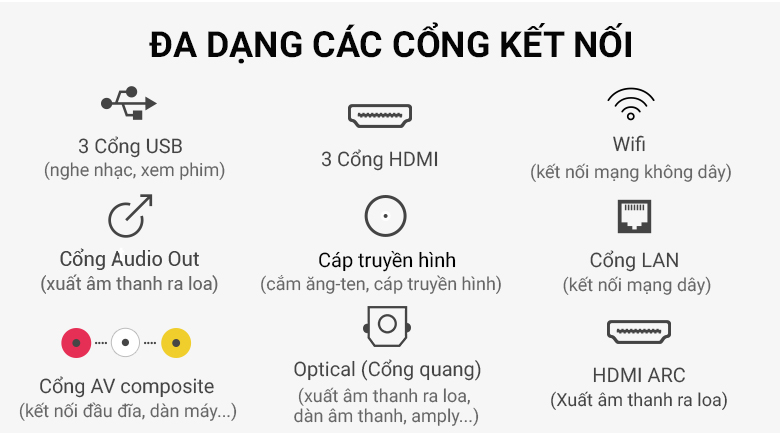 ĐA DẠNG CÁC CỔNG KẾT NỐI
3 Cổng USB
(nghe nhạc, xem phim)
3 Cổng HDMI
Wifi
(kết nối mạng không dây)
Cổng Audio Out
(xuất âm thanh ra loa)
Cáp truyền hình
(cắm ăng-ten, cáp truyền hình)
Cổng LAN
(kết nối mạng dây)
Cổng AV composite
(kết nối đầu đĩa, dàn máy...)
Optical (Cổng quang)
(xuất âm thanh ra loa,
dàn âm thanh, amply...)
HDMI ARC
(Xuất âm thanh ra loa)